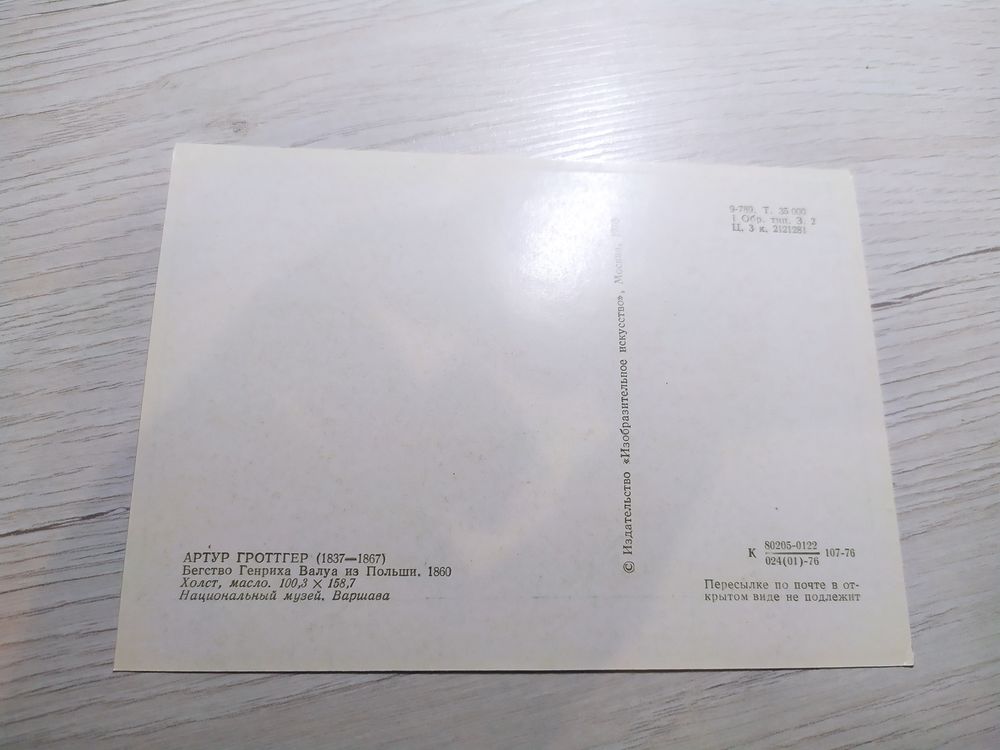 9-789. Т. 35 000
1 Обр. тип. З. 2
Ц. 3 к. 2121281
© Издательство «Изобразительное искусство», Москва,
АРТУР ГРОТТГЕР (1837—1867)
Бегство Генриха Валуа из Польши. 1860
Холст, масло. 100,3 × 158,7
Национальный музей. Варшава
К 80205-0122 107-76
024(01)-76
Пересылке по почте в от-
крытом виде не подлежит